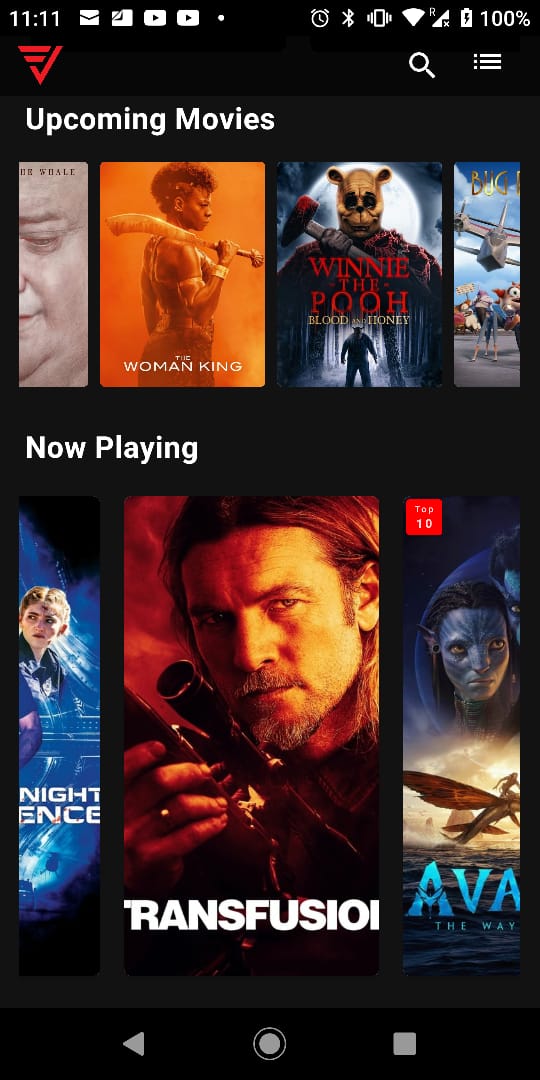 11:11
R
100%
Upcoming Movies
HE WHALE
THE
WOMAN KING
WINNIE
THE
POOH
BLOOD AND HONEY
BUG
Now Playing
NIGHT
ENCE
TRANSFUSION
Top
10
AVA
THE WAY